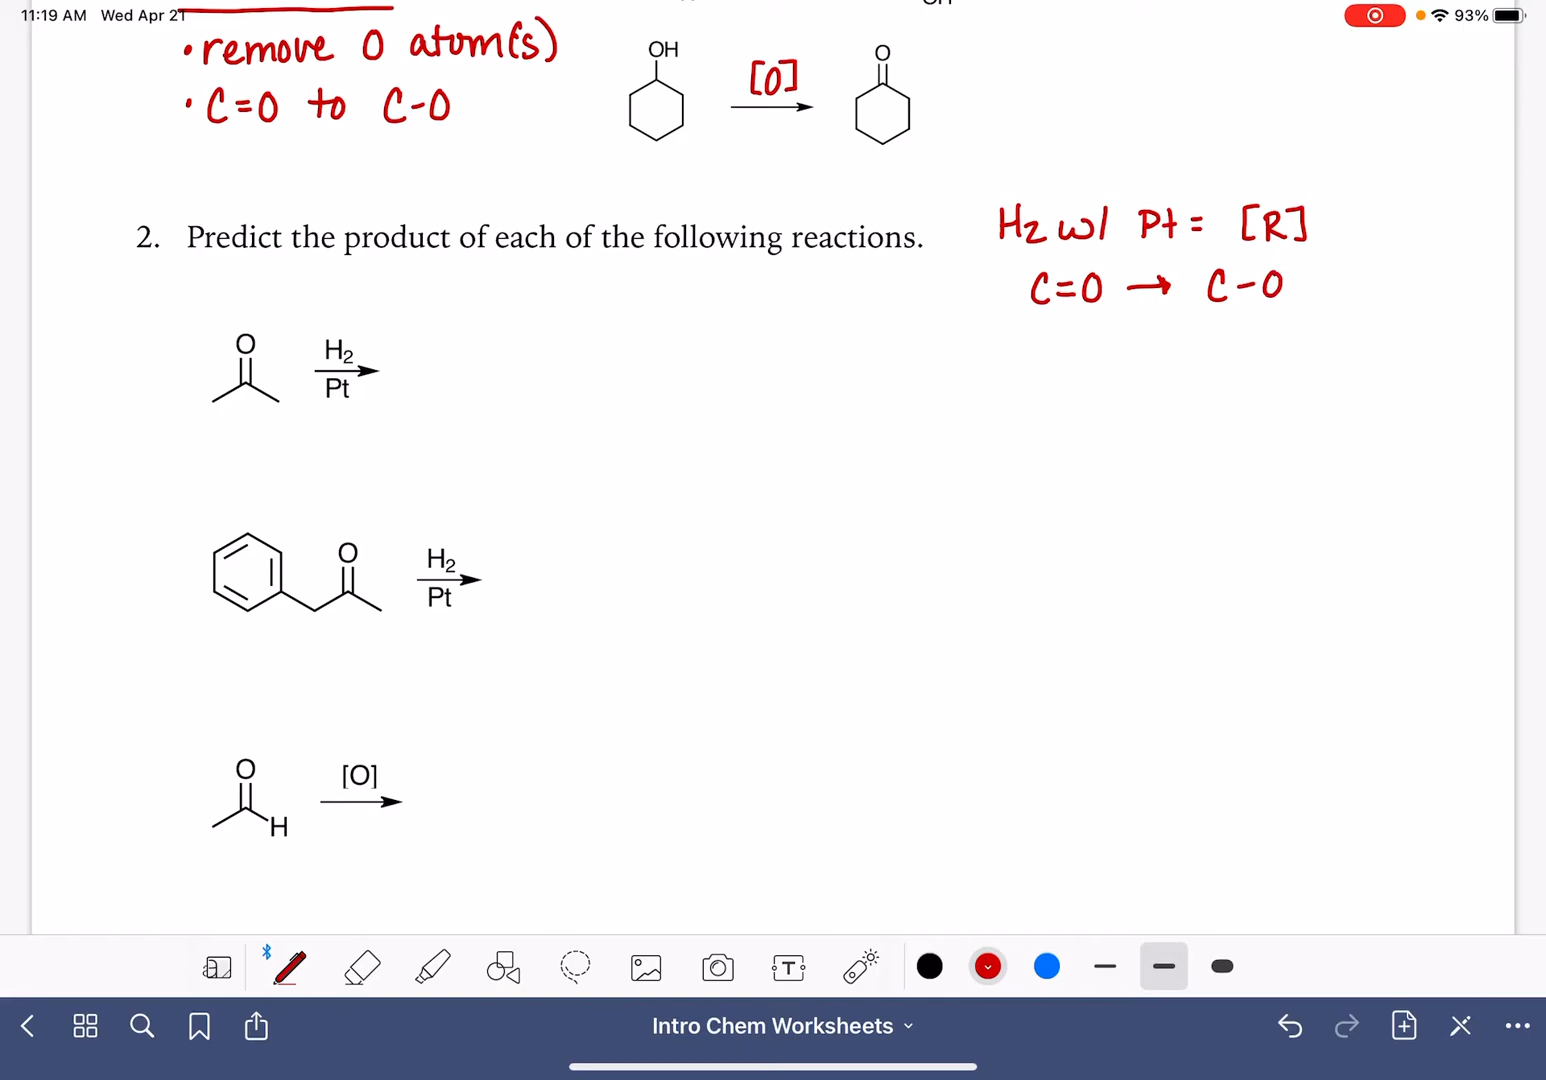 11:19 AM Wed Apr 21
93%
OH
• remove O atom(s)
• C=O to C-O
OH
[O]
O
2. Predict the product of each of the following reactions.
H₂ w/ Pt = [R]
C=O → C-O
O
H₂
Pt
O
H₂
Pt
O
H
[O]
a
T
Intro Chem Worksheets